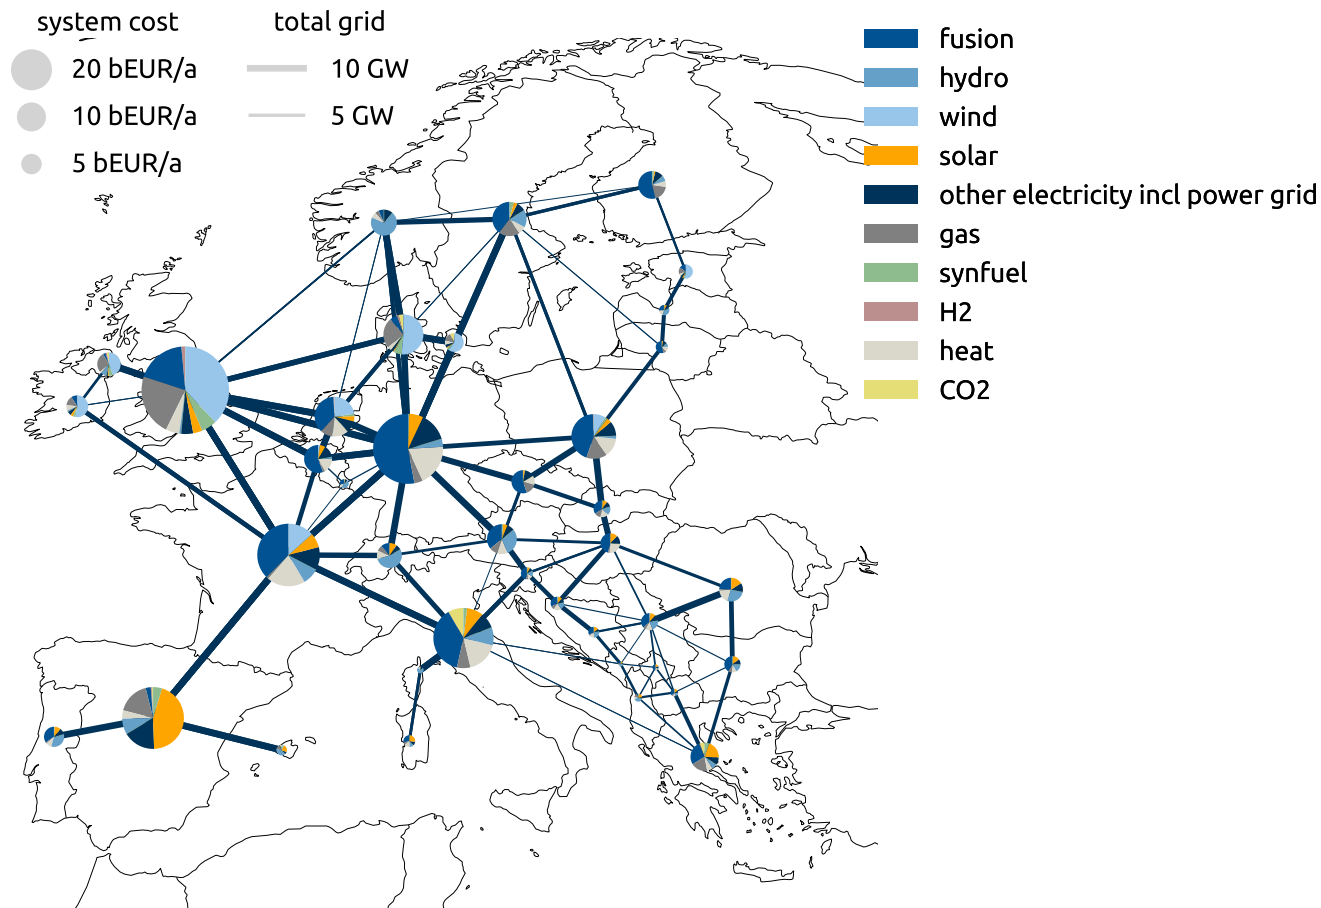 system cost
20 bEUR/a
10 bEUR/a
5 bEUR/a
total grid
10 GW
5 GW
fusion
hydro
wind
solar
other electricity incl power grid
gas
synfuel
H2
heat
CO2